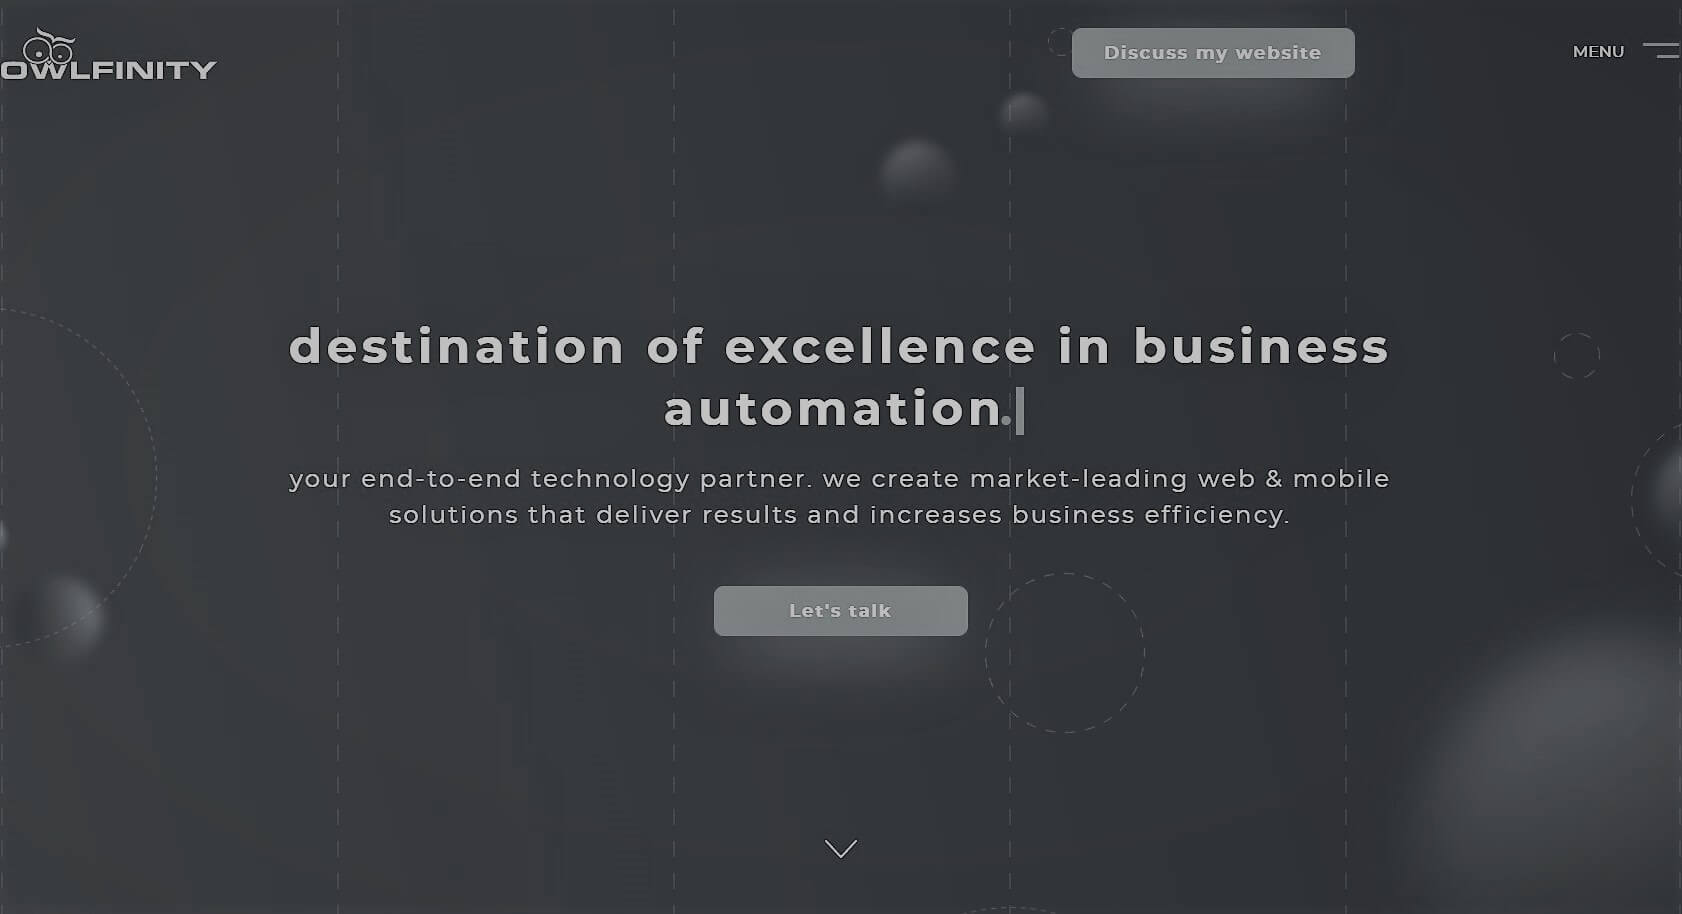 OWLFINITY
Discuss my website
MENU
destination of excellence in business
automation.
your end-to-end technology partner. we create market-leading web & mobile
solutions that deliver results and increases business efficiency.
Let's talk